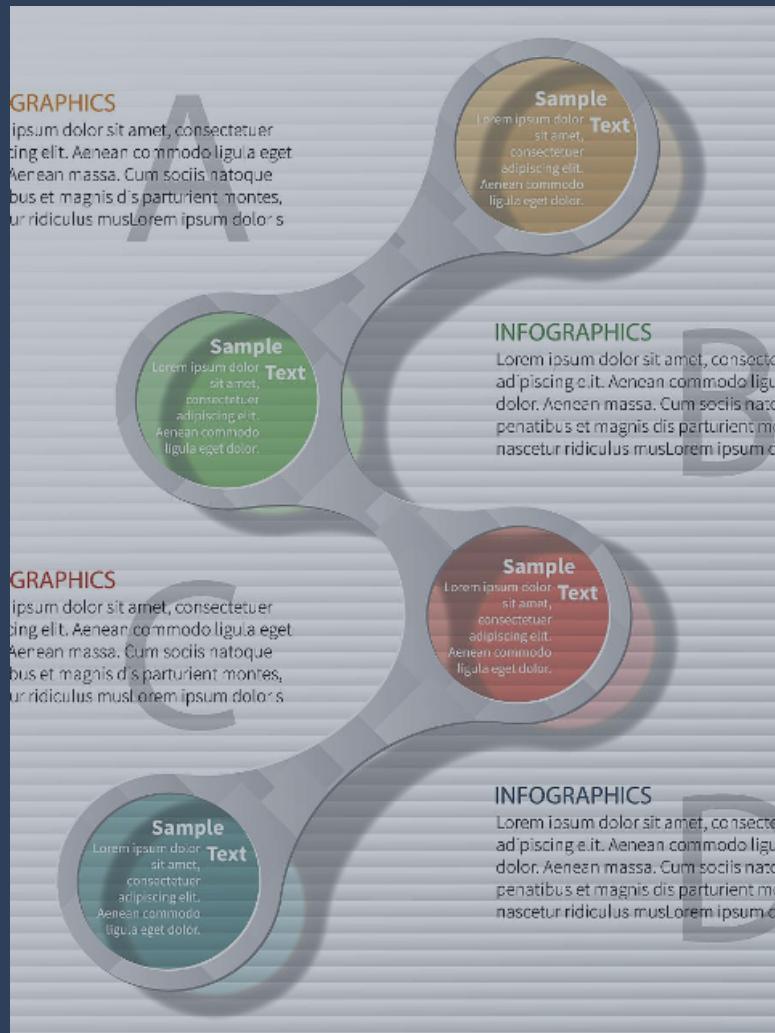 GRAPHICS
ipsum dolor sit amet, consectetuer
cing elit. Aenean commodo ligula eget
Aenean massa. Cum sociis natoque
bus et magnis dis parturient montes,
ur ridiculus musLorem ipsum dolor s
A
Sample
Text
Lorem ipsum dolor
sit amet,
consectetuer
adipiscing elit.
Aenean commodo
ligula eget dolor.
Sample
Text
Lorem ipsum dolor
sit amet,
consectetuer
adipiscing elit.
Aenean commodo
ligula eget dolor.
INFOGRAPHICS
Lorem ipsum dolor sit amet, consecte
adipiscing elit. Aenean commodo ligu
dolor. Aenean massa. Cum sociis nato
penatibus et magnis dis parturient mo
nascetur ridiculus musLorem ipsum d
B
GRAPHICS
ipsum dolor sit amet, consectetuer
cing elit. Aenean commodo ligula eget
Aenean massa. Cum sociis natoque
bus et magnis dis parturient montes,
ur ridiculus musLorem ipsum dolor s
C
Sample
Text
Lorem ipsum dolor
sit amet,
consectetuer
adipiscing elit.
Aenean commodo
ligula eget dolor.
Sample
Text
Lorem ipsum dolor
sit amet,
consectetuer
adipiscing elit.
Aenean commodo
ligula eget dolor.
INFOGRAPHICS
Lorem ipsum dolor sit amet, consecte
adipiscing elit. Aenean commodo ligu
dolor. Aenean massa. Cum sociis nato
penatibus et magnis dis parturient mo
nascetur ridiculus musLorem ipsum d
D